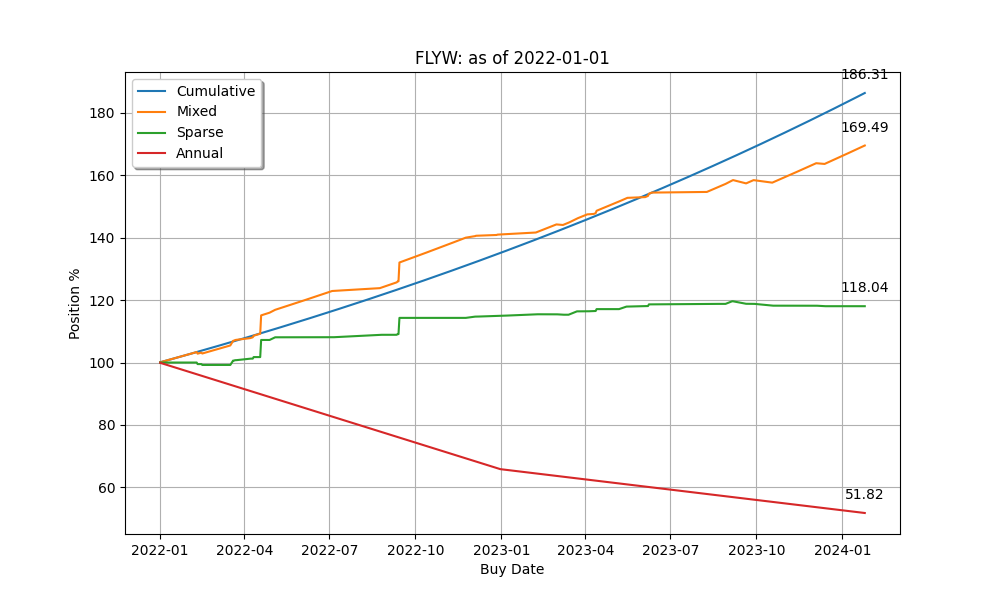 FLYW: as of 2022-01-01
186.31
Cumulative
Mixed
Sparse
Annual
169.49
118.04
51.82
180
160
140
120
100
80
60
Position %
2022-01
2022-04
2022-07
2022-10
2023-01
2023-04
2023-07
2023-10
2024-01
Buy Date